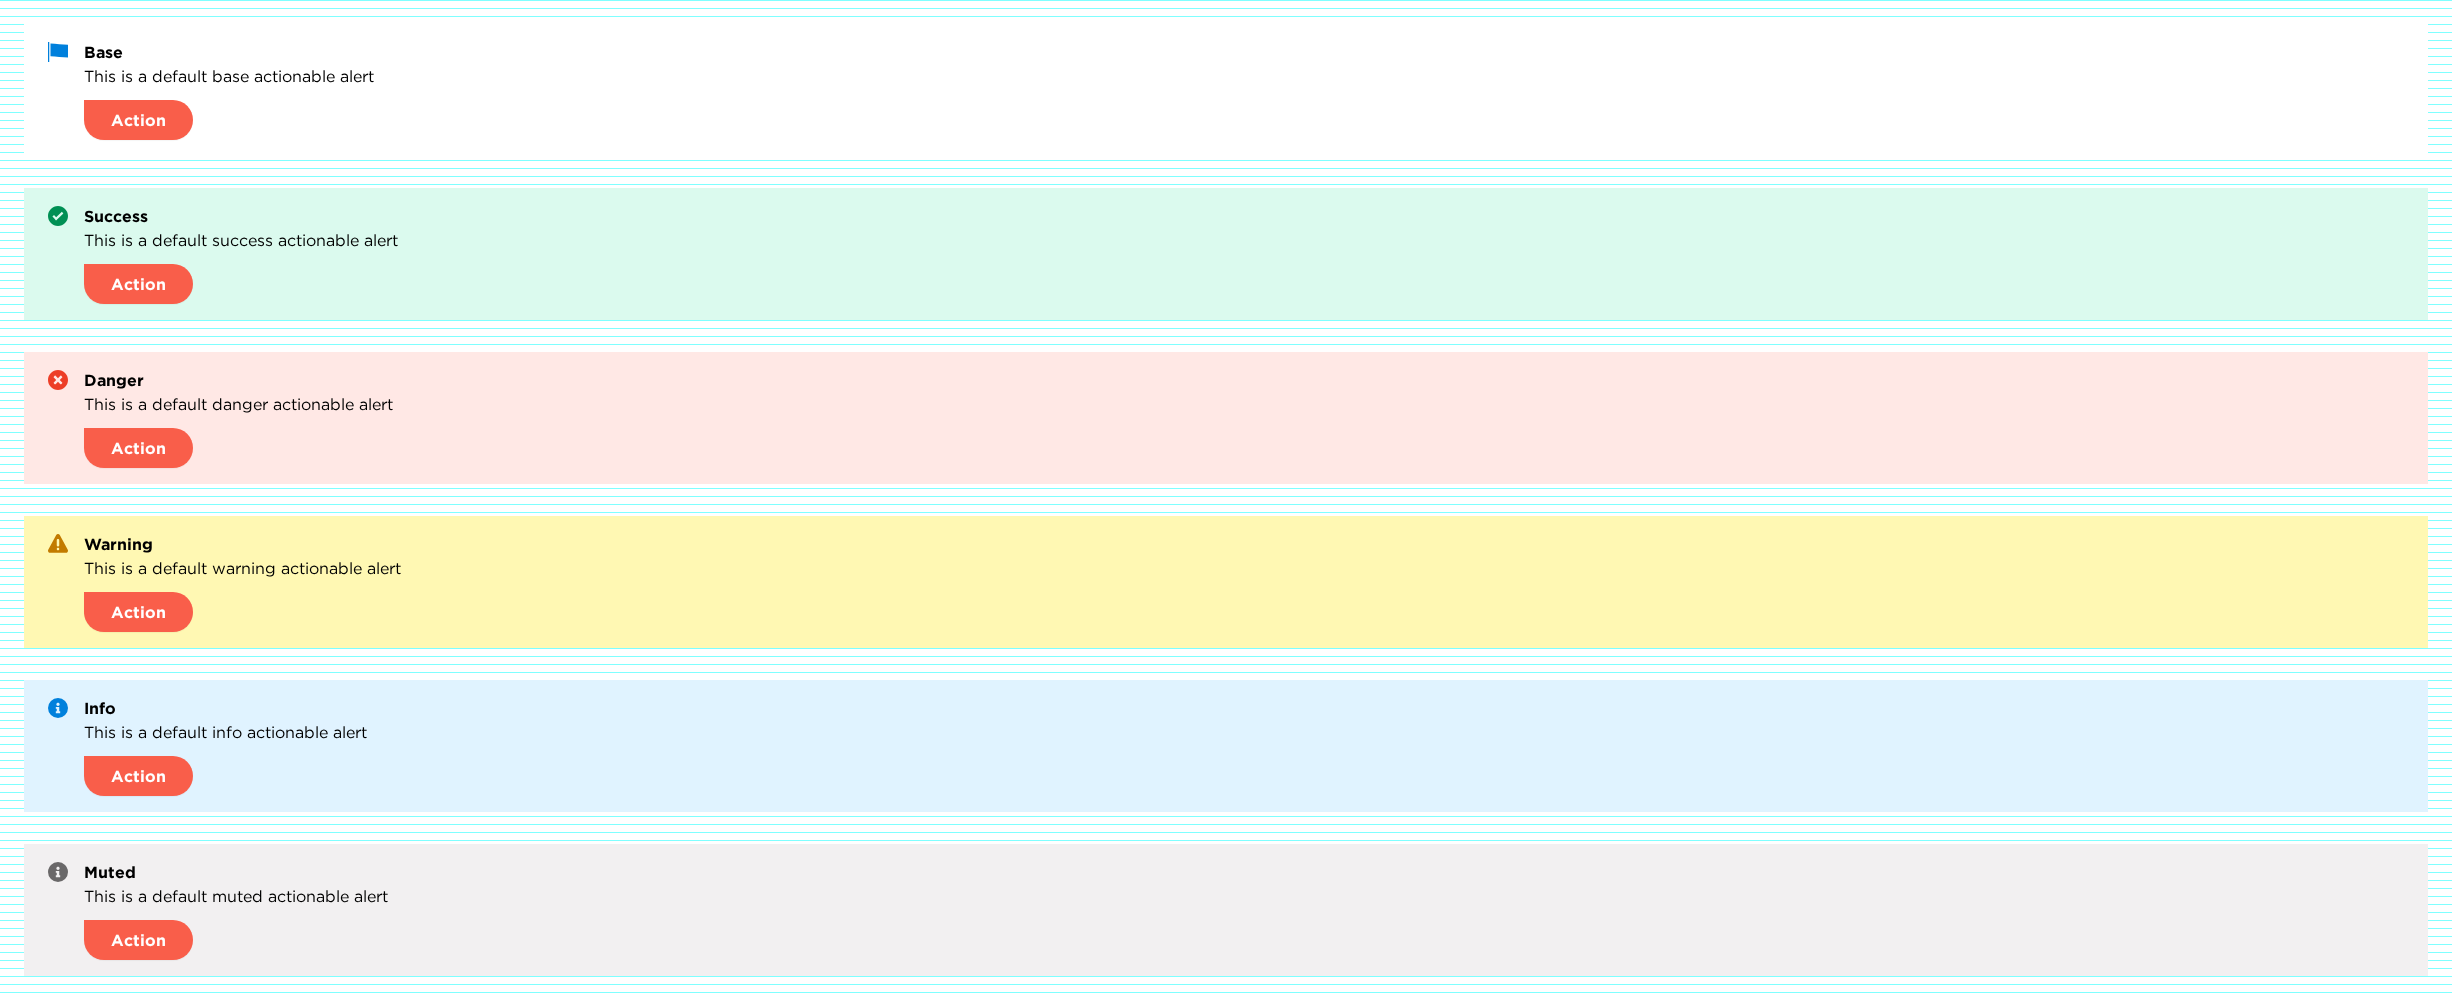 Base
This is a default base actionable alert
Action
Success
This is a default success actionable alert
Action
Danger
This is a default danger actionable alert
Action
Warning
This is a default warning actionable alert
Action
Info
This is a default info actionable alert
Action
Muted
This is a default muted actionable alert
Action